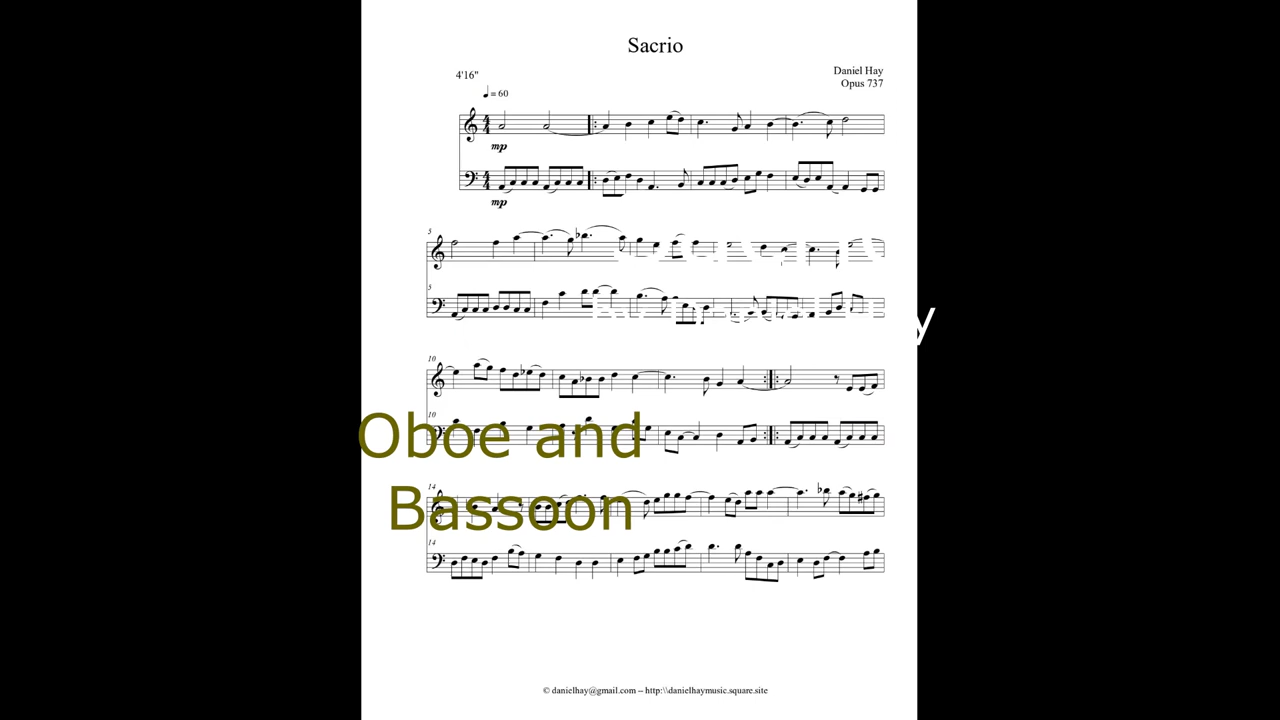 Sacrio
4'16"
Daniel Hay
Opus 737
= 60
mp
mp
5
5
10
10
Oboe and
Bassoon
14
14
© danielhay@gmail.com – http:\\danielhaymusic.square.site